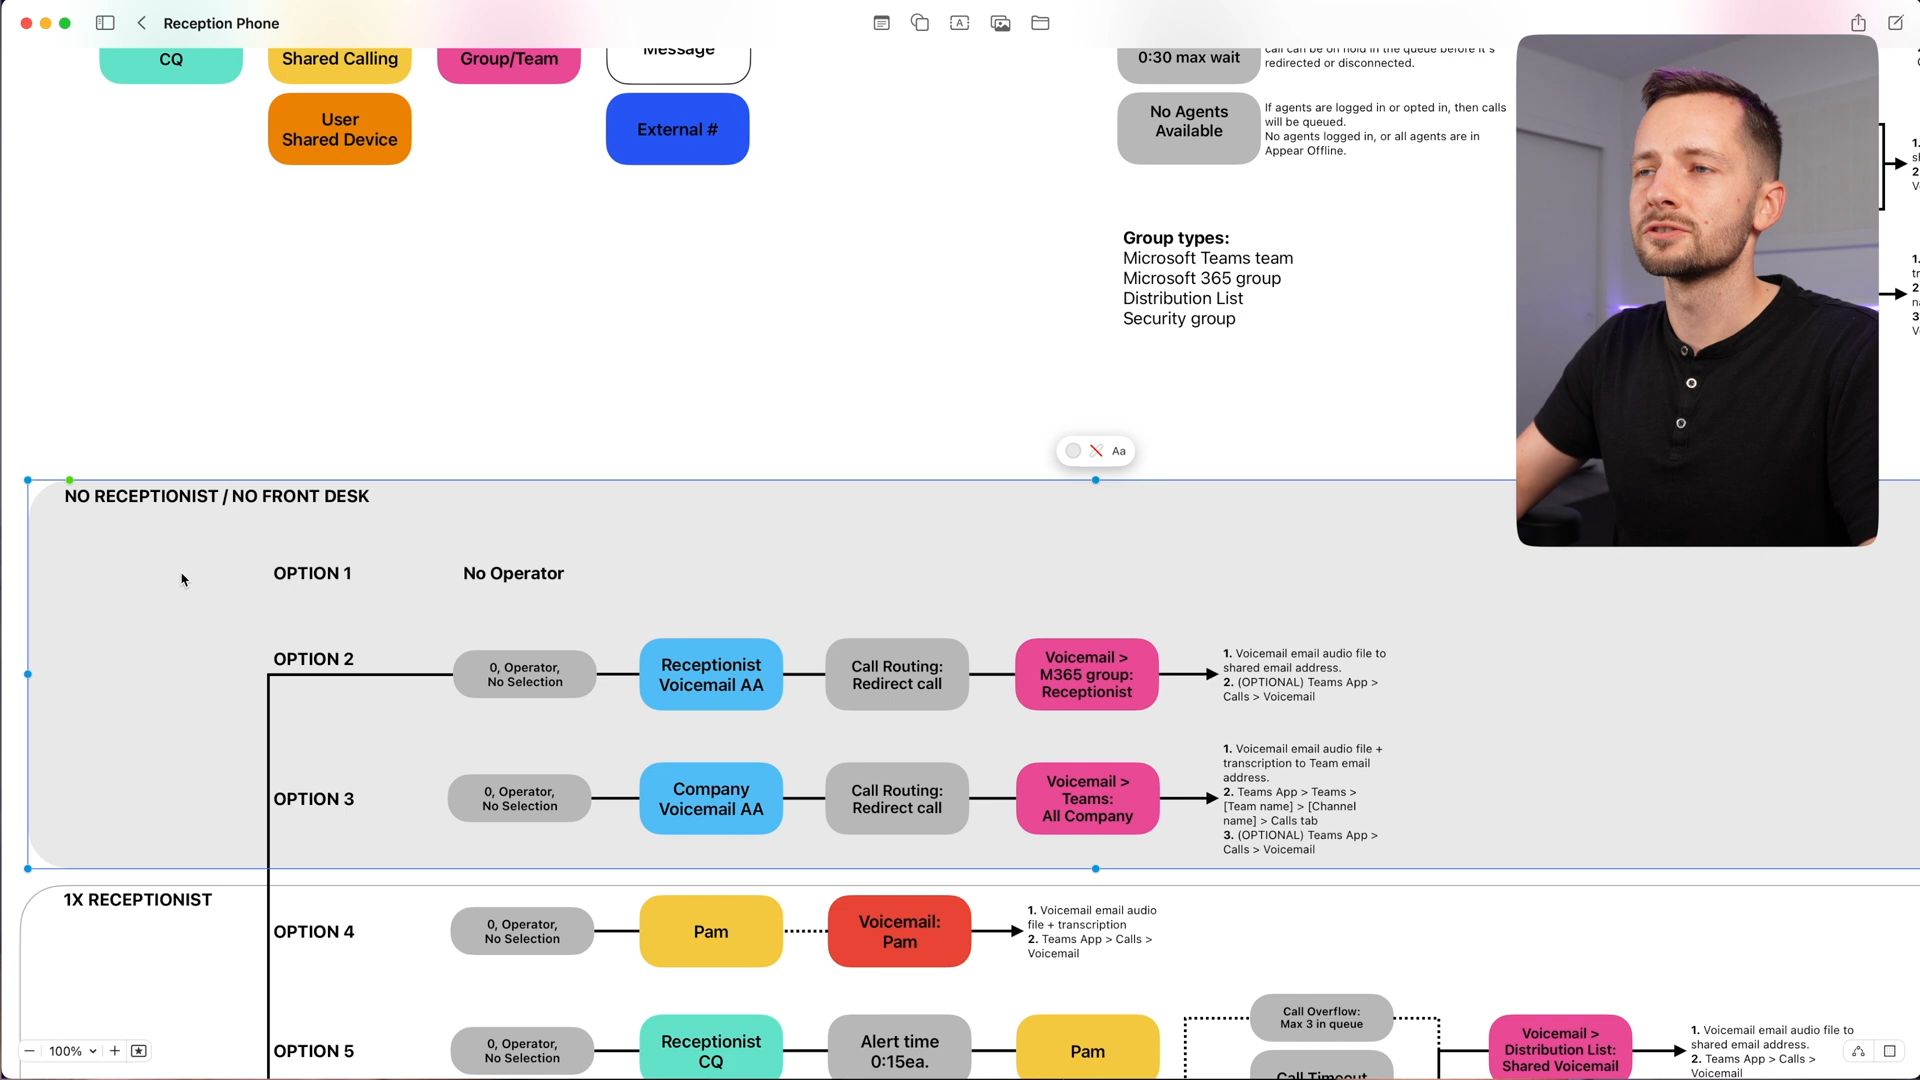 Reception Phone
CQ
Shared Calling
Group/Team
Message
0:30 max wait
call can be on hold in the queue before it's
redirected or disconnected.
User
Shared Device
External #
No Agents
Available
If agents are logged in or opted in, then calls
will be queued.
No agents logged in, or all agents are in
Appear Offline.
Group types:
Microsoft Teams team
Microsoft 365 group
Distribution List
Security group
Aa
NO RECEPTIONIST / NO FRONT DESK
OPTION 1
No Operator
OPTION 2
0, Operator,
No Selection
Receptionist
Voicemail AA
Call Routing:
Redirect call
Voicemail >
M365 group:
Receptionist
1. Voicemail email audio file to
shared email address.
2. (OPTIONAL) Teams App >
Calls > Voicemail
OPTION 3
0, Operator,
No Selection
Company
Voicemail AA
Call Routing:
Redirect call
Voicemail >
Teams:
All Company
1. Voicemail email audio file +
transcription to Team email
address.
2. Teams App > Teams >
[Team name] > [Channel
name] > Calls tab
3. (OPTIONAL) Teams App >
Calls > Voicemail
1X RECEPTIONIST
OPTION 4
0, Operator,
No Selection
Pam
Voicemail:
Pam
1. Voicemail email audio
file + transcription
2. Teams App > Calls >
Voicemail
OPTION 5
0, Operator,
No Selection
Receptionist
CQ
Alert time
0:15ea.
Pam
Call Overflow:
Max 3 in queue
Call Timeout
Voicemail >
Distribution List:
Shared Voicemail
1. Voicemail email audio file to
shared email address.
2. Teams App > Calls >
Voicemail
100%